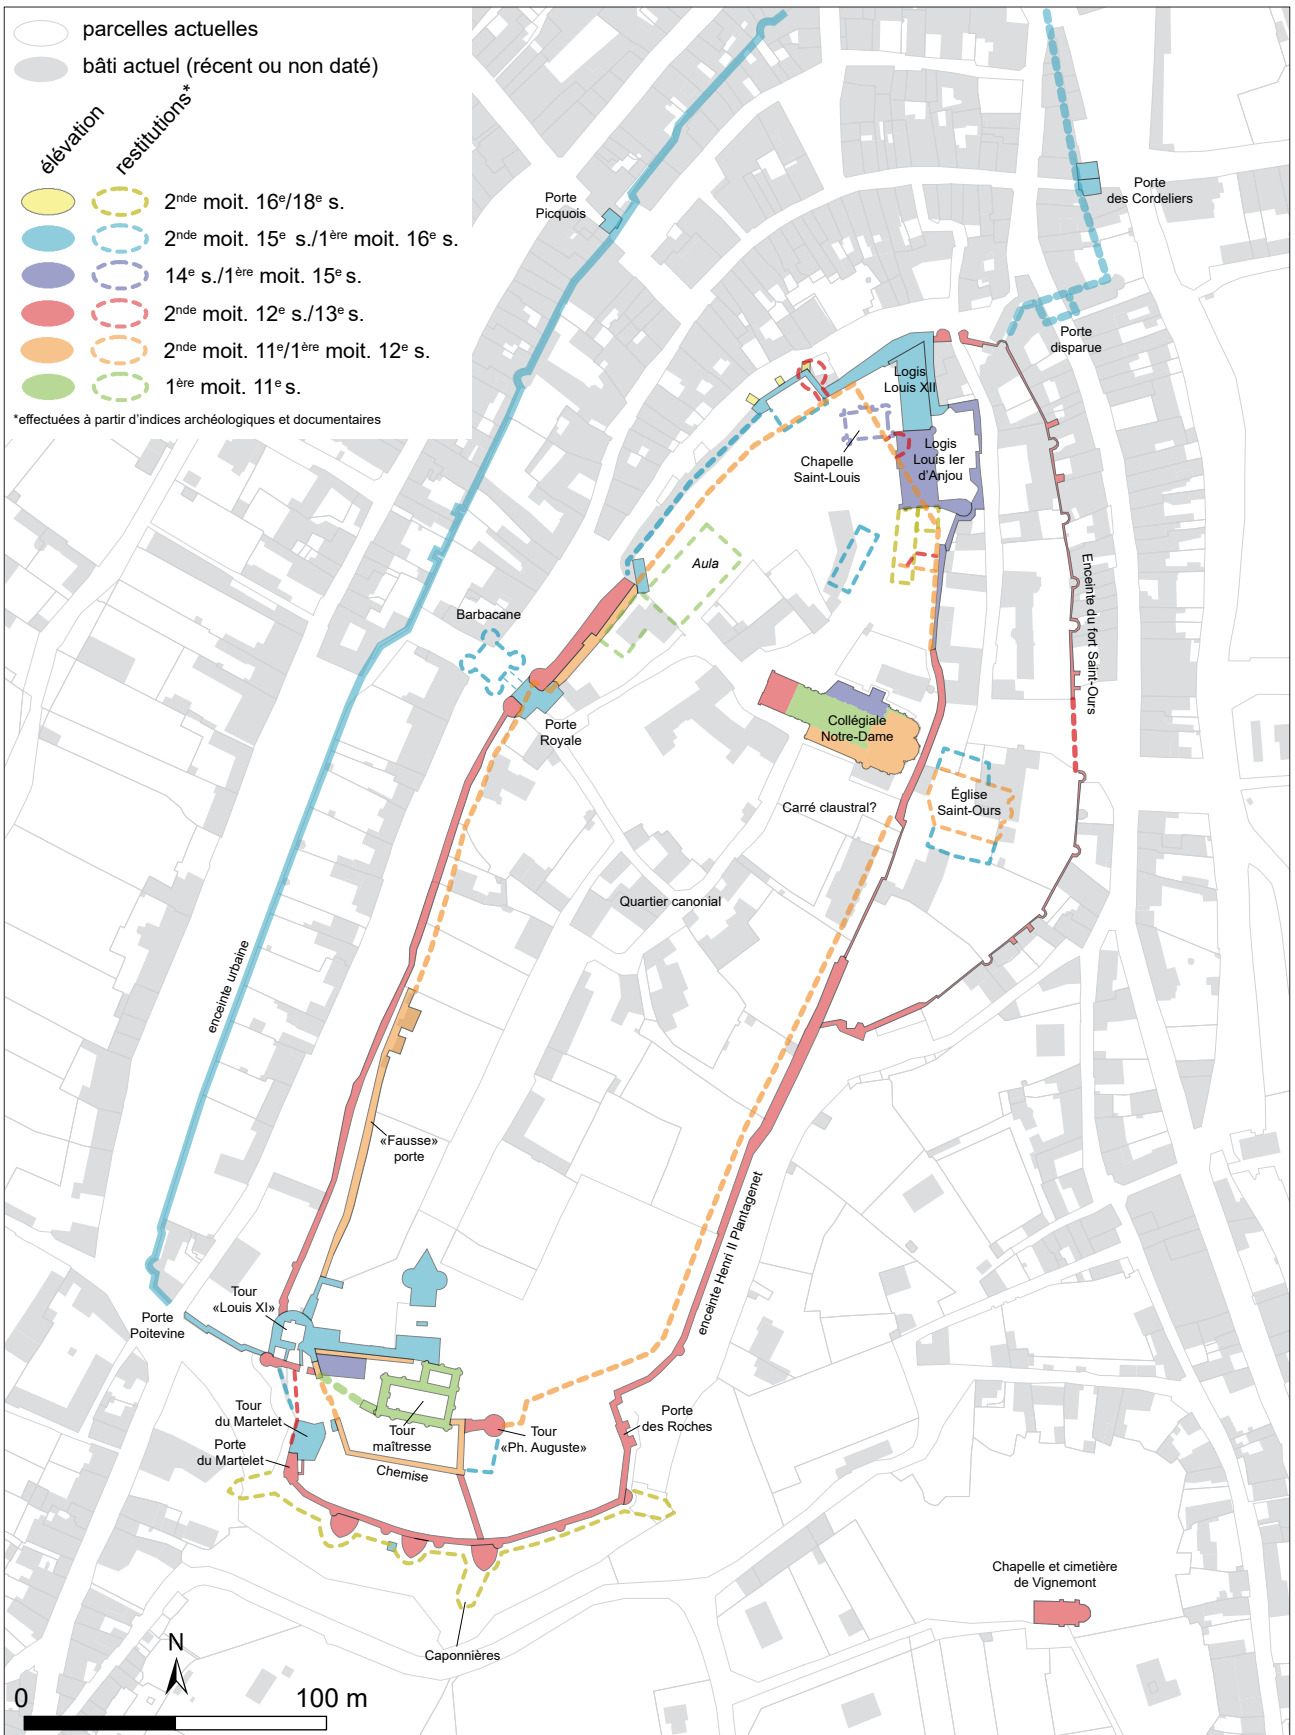 parcelles actuelles
bâti actuel (récent ou non daté)
élévation
restitutions*
2nde moit. 16e/18e s.
2nde moit. 15e s./1ère moit. 16e s.
14e s./1ère moit. 15e s.
2nde moit. 12e s./13e s.
2nde moit. 11e/1ère moit. 12e s.
1ère moit. 11e s.
*effectuées à partir d'indices archéologiques et documentaires
Porte
Picquois
Porte
des Cordeliers
Porte
disparue
Logis
Louis XII
Logis
Louis Ier
d'Anjou
Chapelle
Saint-Louis
Aula
Enceinte du fort Saint-Ours
Barbacane
Porte
Royale
Collégiale
Notre-Dame
Église
Saint-Ours
Carré claustral?
Quartier canonial
enceinte urbaine
«Fausse»
porte
enceinte Henri II Plantagenet
Tour
«Louis XI»
Porte
Poitevine
Tour
du Martelet
Porte
du Martelet
Tour
maîtresse
Chemise
Tour
«Ph. Auguste»
Porte
des Roches
Chapelle et cimetière
de Vignemont
Caponnières
N
0
100 m